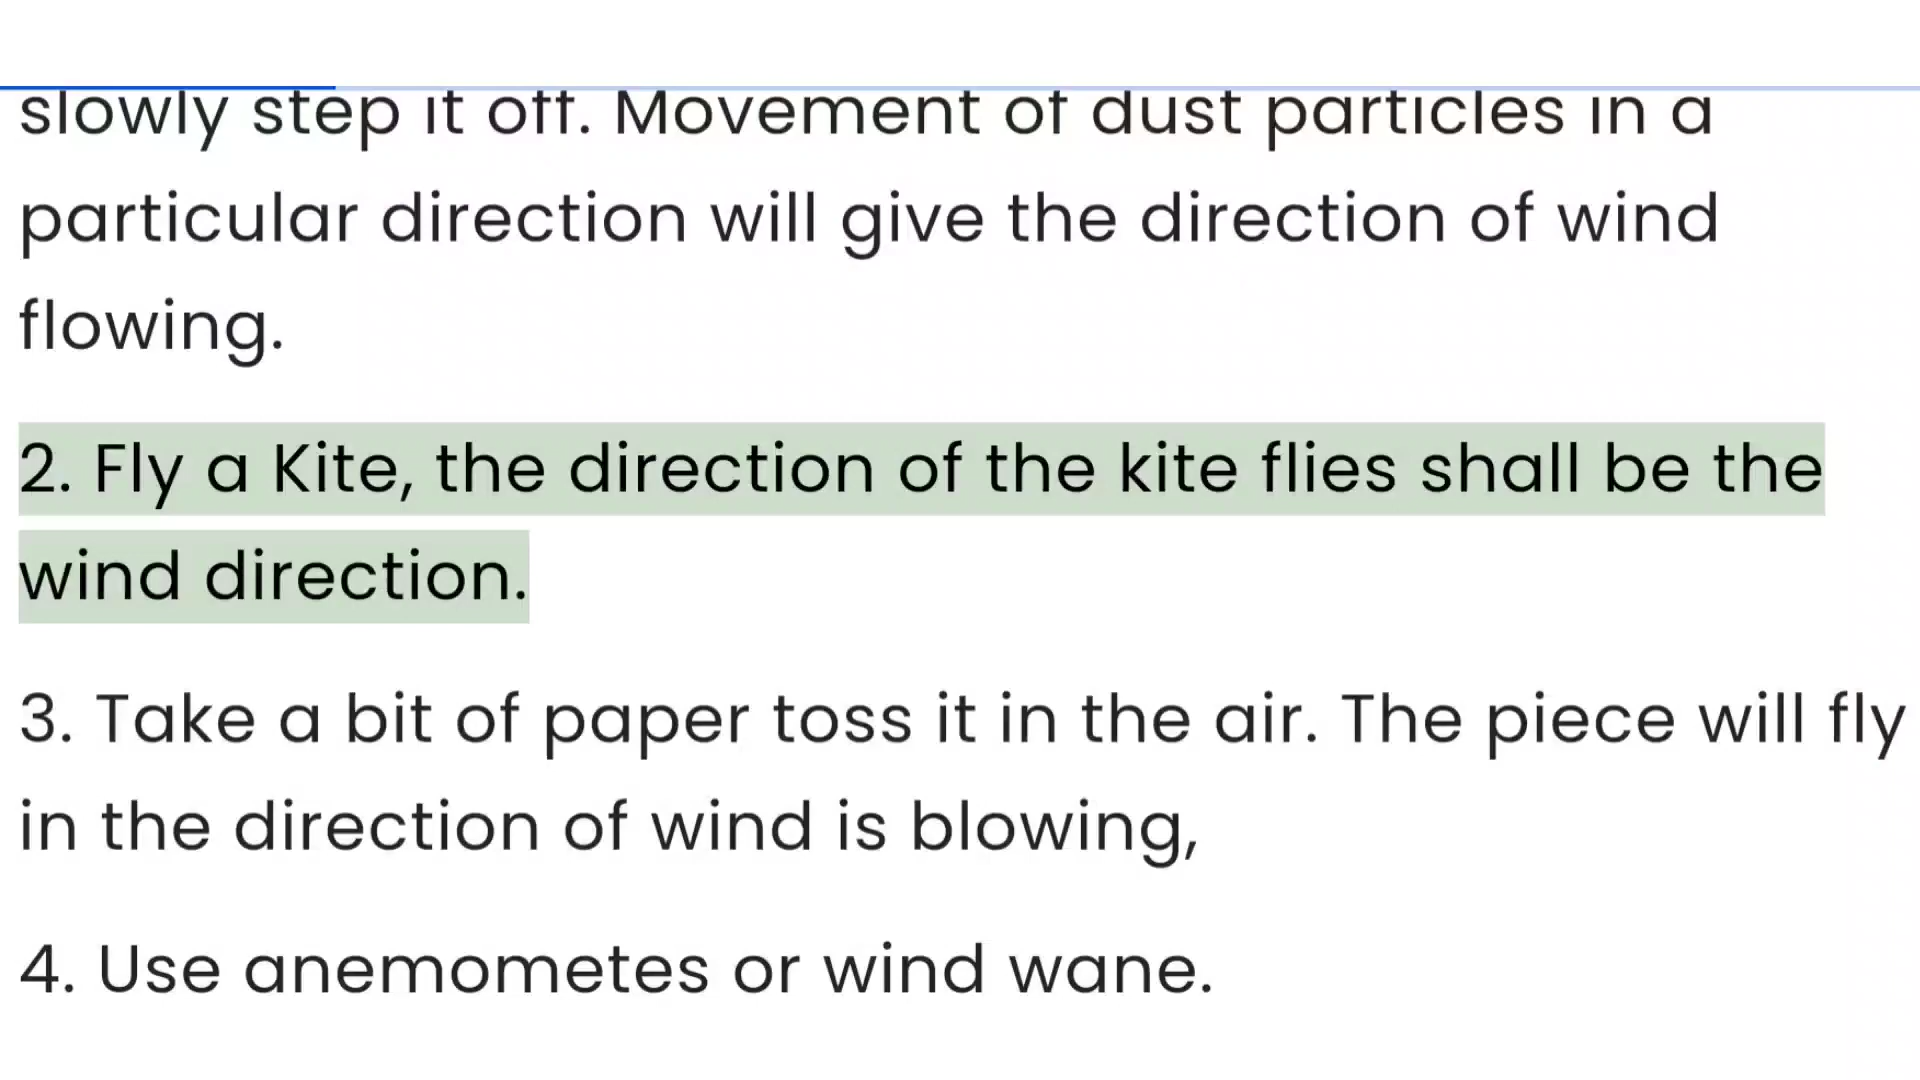 slowly step it off. Movement of dust particles in a
particular direction will give the direction of wind
flowing.
2. Fly a Kite, the direction of the kite flies shall be the
wind direction.
3. Take a bit of paper toss it in the air. The piece will fly
in the direction of wind is blowing,
4. Use anemometes or wind wane.